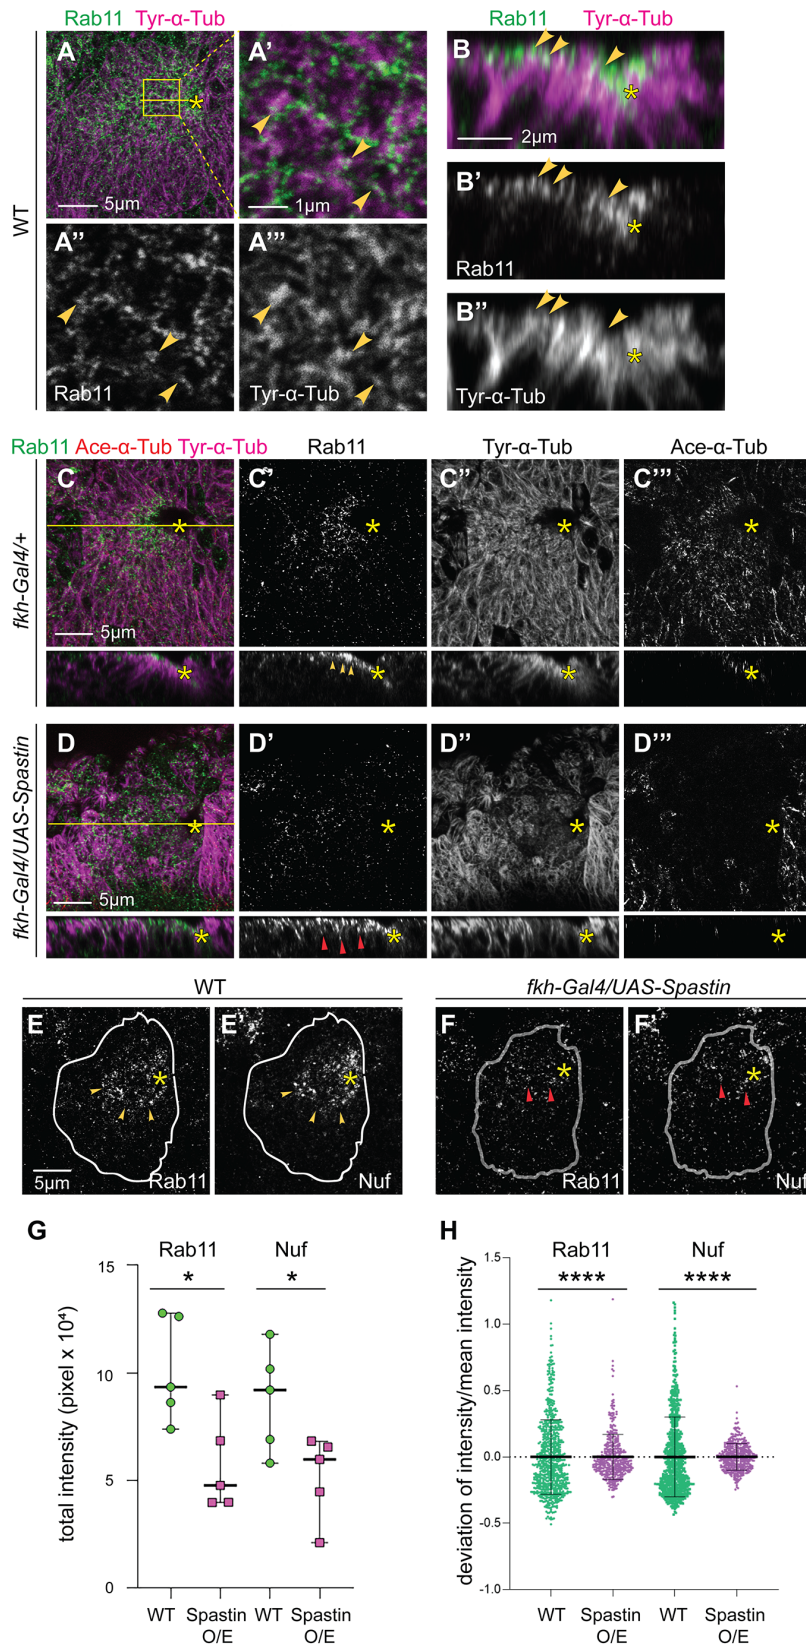 Rab11 Tyr-α-Tub
Rab11 Tyr-α-Tub
WT
A
*
5μm
A’
1μm
A’’
Rab11
A’’’
Tyr-α-Tub
B
*
2μm
B’
*
Rab11
B’’
*
Tyr-α-Tub
Rab11 Ace-α-Tub Tyr-α-Tub
Rab11
Tyr-α-Tub
Ace-α-Tub
fkh-Gal4/+
C
*
5μm
*
C’
*
*
C’’
*
*
C’’’
*
*
fkh-Gal4/UAS-Spastin
D
*
5μm
*
D’
*
*
D’’
*
*
D’’’
*
*
WT
fkh-Gal4/UAS-Spastin
E
*
5μm
Rab11
E’
*
Nuf
F
*
Rab11
F’
*
Nuf
G
Rab11 Nuf
* *
total intensity (pixel x 10⁴)
15
10
5
0
WT Spastin O/E WT Spastin O/E
H
Rab11 Nuf
**** ****
deviation of intensity/mean intensity
1.5
1.0
0.5
0.0
-0.5
-1.0
WT Spastin O/E WT Spastin O/E